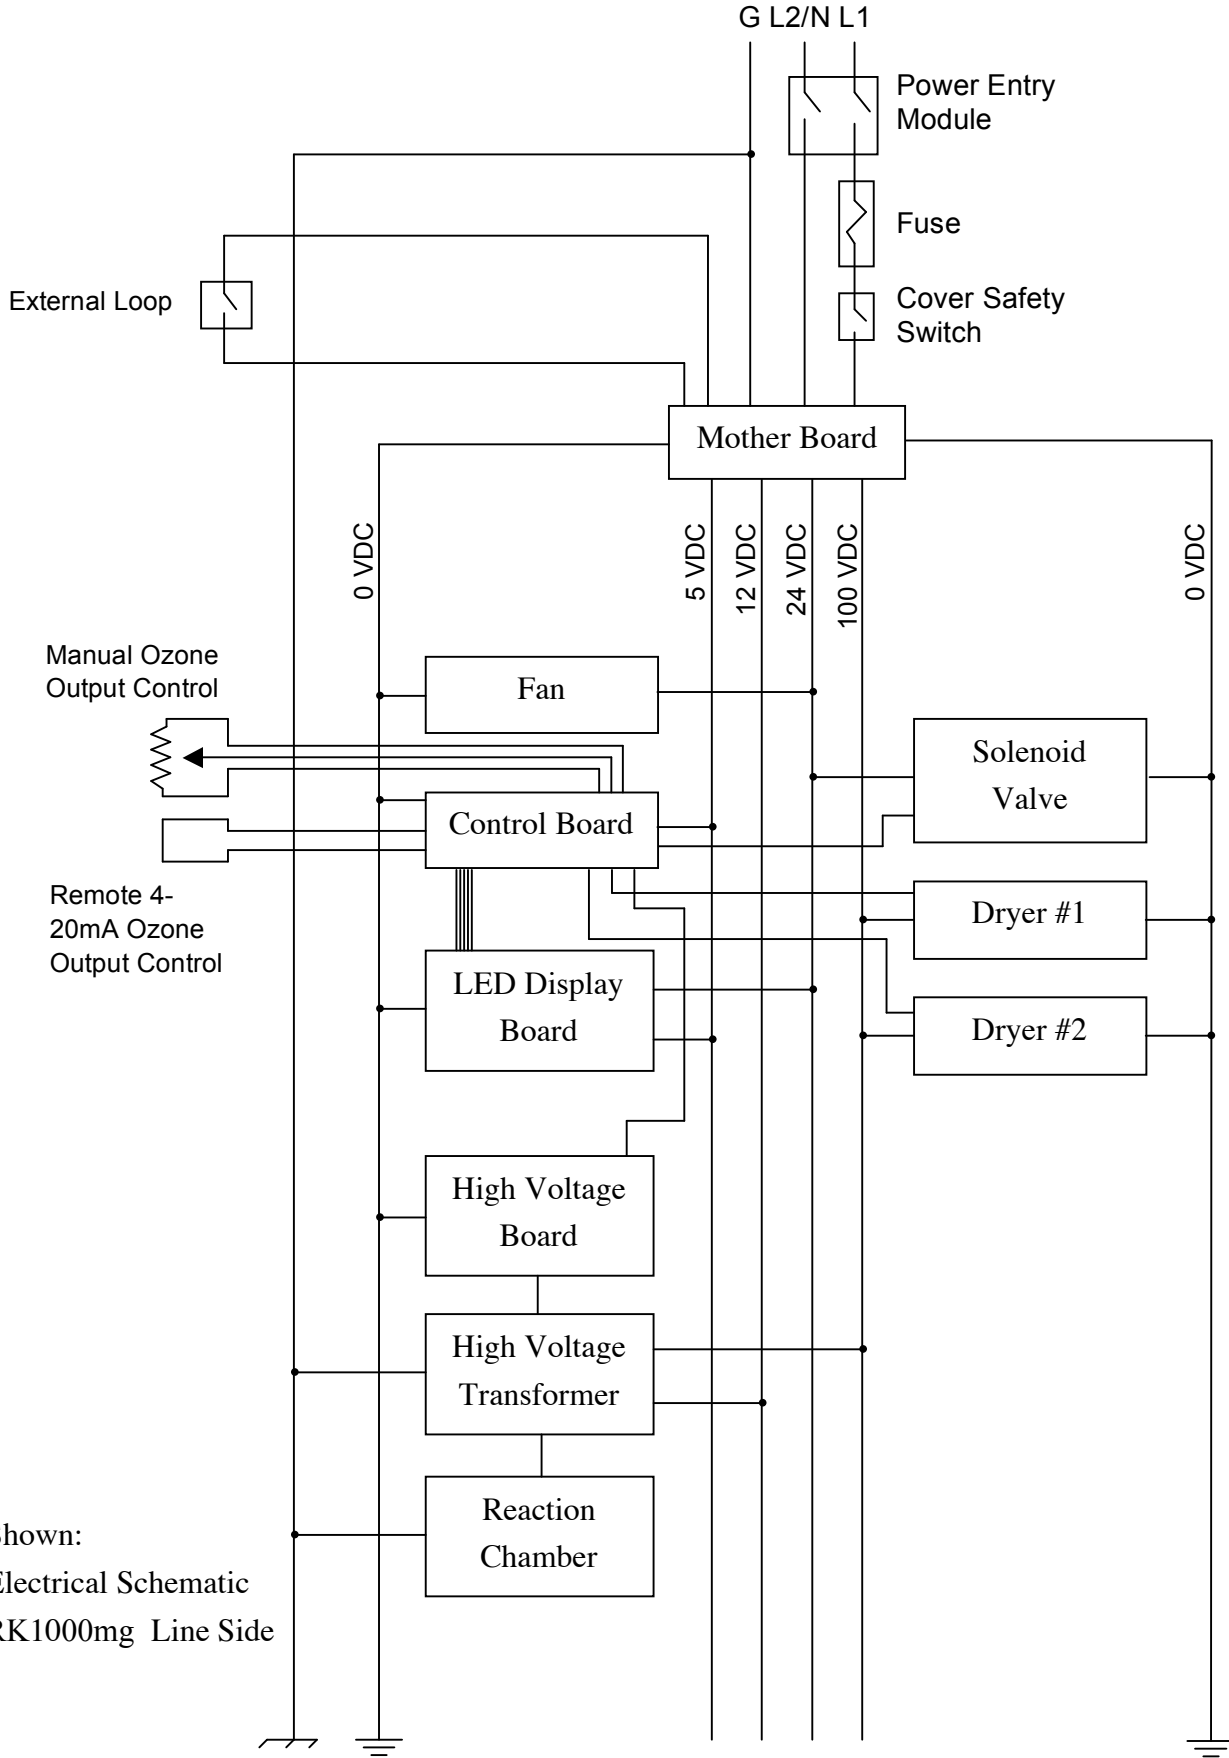 G L2/N L1
Power Entry
Module
Fuse
External Loop
Cover Safety
Switch
Mother Board
0 VDC
5 VDC
12 VDC
24 VDC
100 VDC
0 VDC
Manual Ozone
Output Control
Fan
Solenoid
Valve
Control Board
Remote 4-
20mA Ozone
Output Control
Dryer #1
LED Display
Board
Dryer #2
High Voltage
Board
High Voltage
Transformer
Reaction
Chamber
Shown:
Electrical Schematic
RK1000mg Line Side